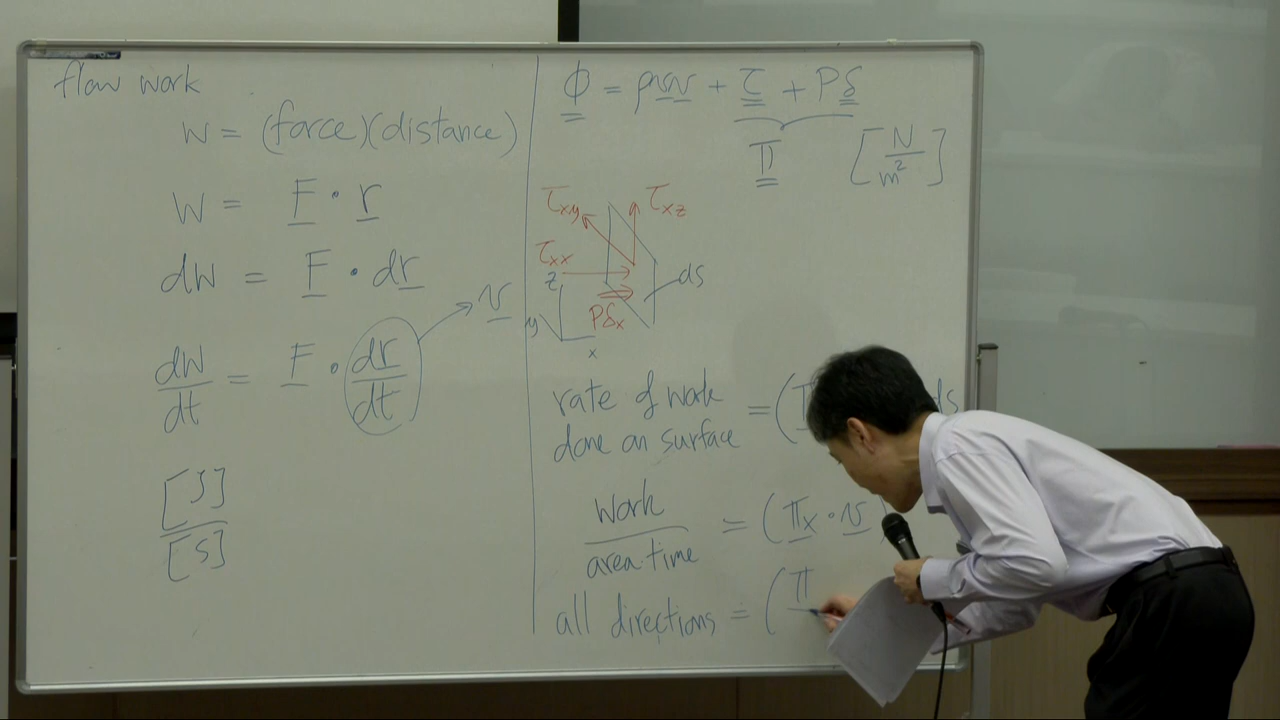 flow work
W = (force)(distance)
W = F · r
dW = F · dr
dW/dt = F · dr/dt → v
[J]/[s]
Φ = ρvv + τ + Pδ
π [N/m²]
τxy τxz
τxx
z ds
Pδx
y
x
rate of work = (π ds
done on surface
work/area·time = (πx · v)
all directions = (π